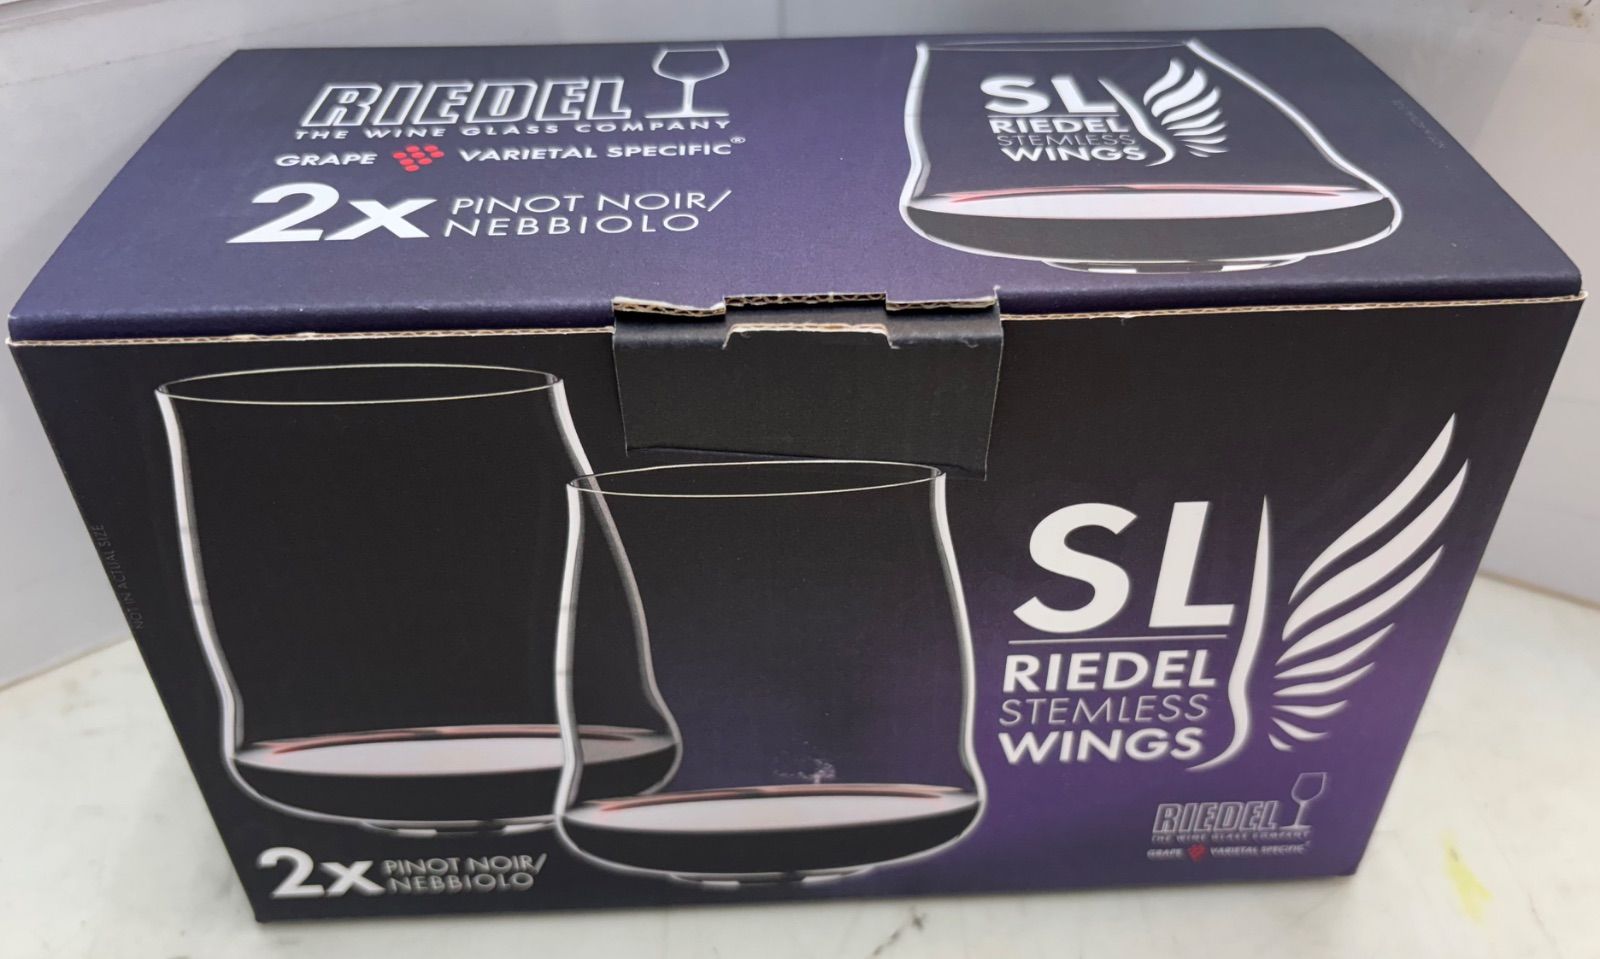 RIEDEL
THE WINE GLASS COMPANY
GRAPE VARIETAL SPECIFIC®
2x PINOT NOIR/
NEBBIOLO
SL
RIEDEL
STEMLESS
WINGS
NOT IN ACTUAL SIZE
2x PINOT NOIR/
NEBBIOLO
SL
RIEDEL
STEMLESS
WINGS
RIEDEL
THE WINE GLASS COMPANY
GRAPE VARIETAL SPECIFIC®